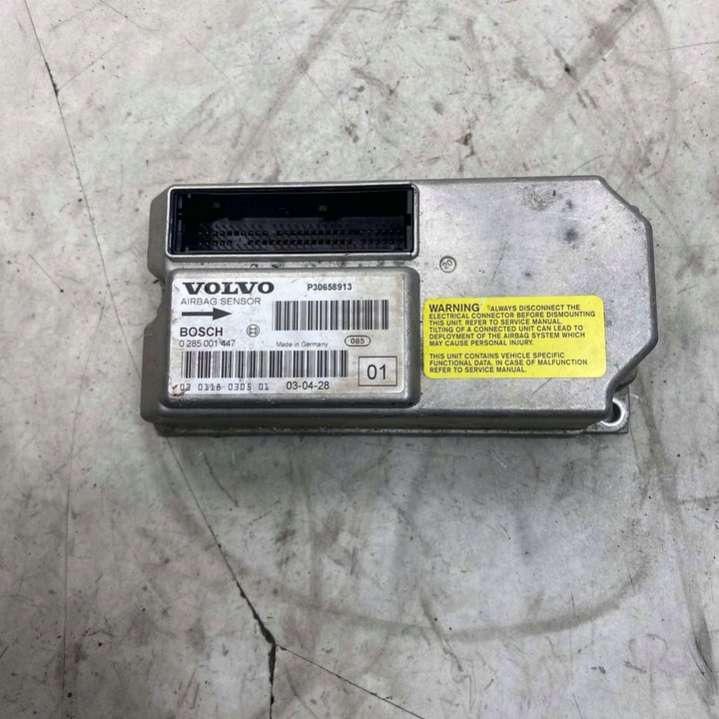 VOLVO P30658913
AIRBAG SENSOR
BOSCH
0 285 001 447 Made in Germany 065
03-04-28 01
WARNING ALWAYS DISCONNECT THE
ELECTRICAL CONNECTOR BEFORE DISMOUNTING
THIS UNIT. REFER TO SERVICE MANUAL.
TILTING OF A CONNECTED UNIT CAN LEAD TO
DEPLOYMENT OF THE AIRBAG SYSTEM WHICH
MAY CAUSE PERSONAL INJURY.
THIS UNIT CONTAINS VEHICLE SPECIFIC
FUNCTIONAL DATA. IN CASE OF MALFUNCTION
REFER TO SERVICE MANUAL.